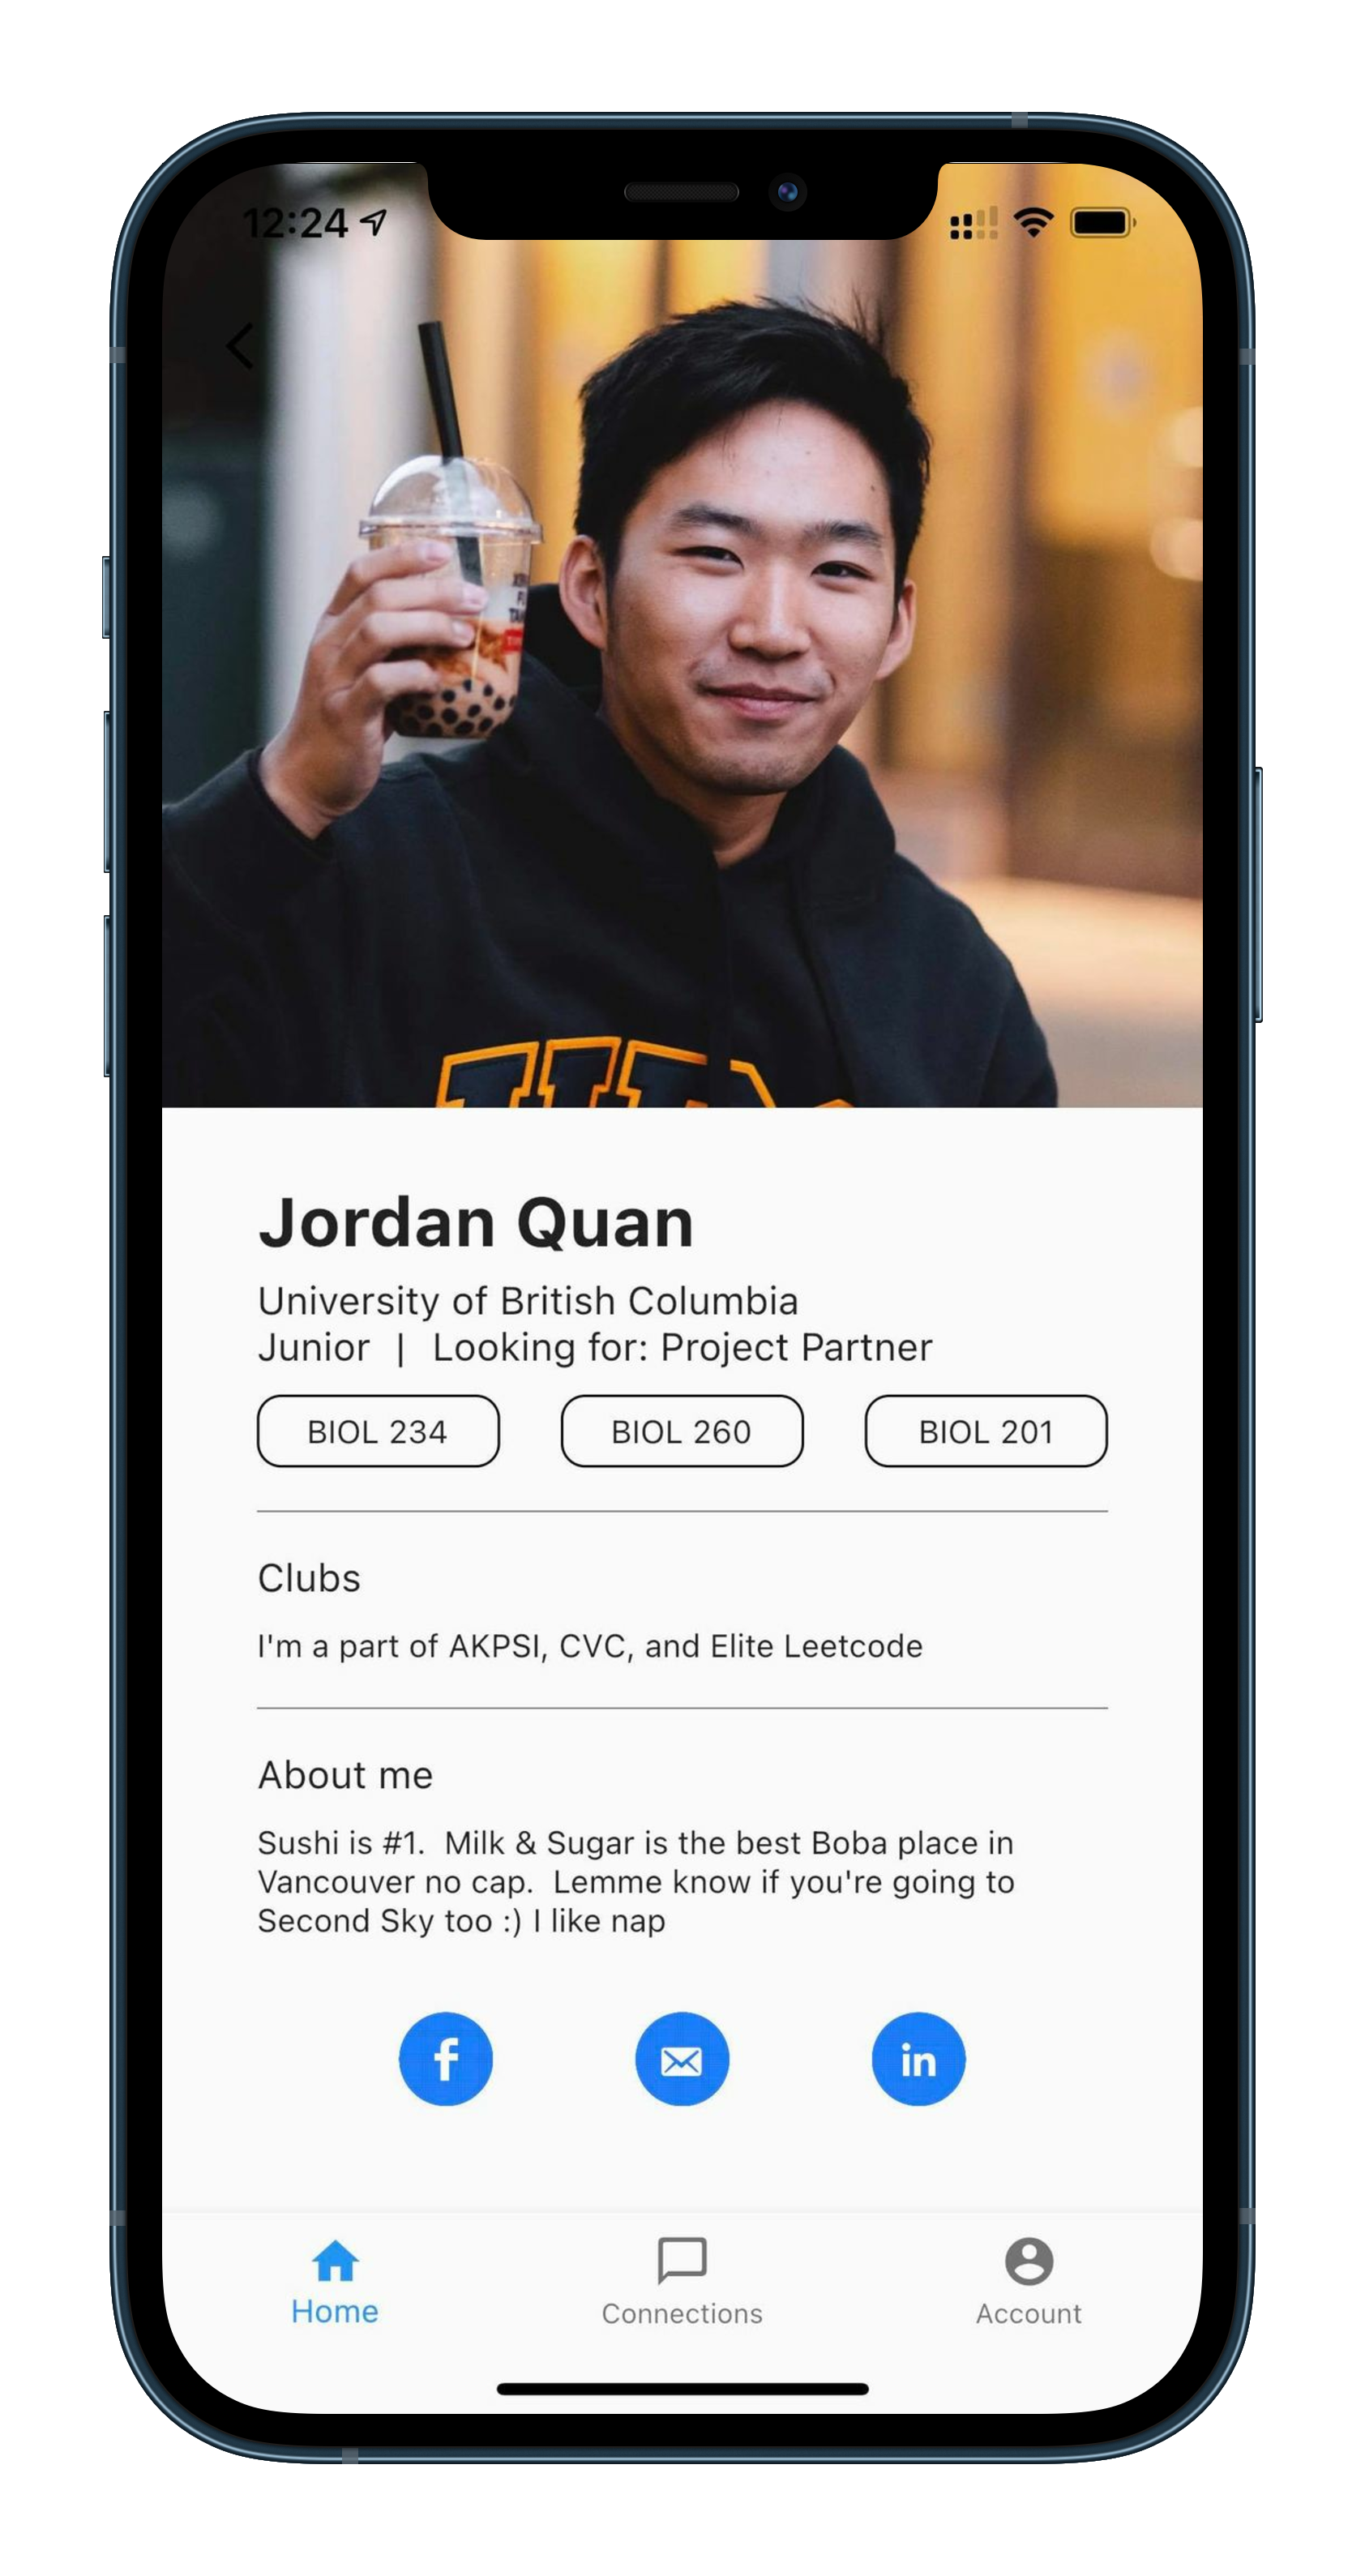 12:24
Jordan Quan
University of British Columbia
Junior | Looking for: Project Partner
BIOL 234
BIOL 260
BIOL 201
Clubs
I'm a part of AKPSI, CVC, and Elite Leetcode
About me
Sushi is #1.  Milk & Sugar is the best Boba place in
Vancouver no cap.  Lemme know if you're going to
Second Sky too :) I like nap
f
in
Home
Connections
Account